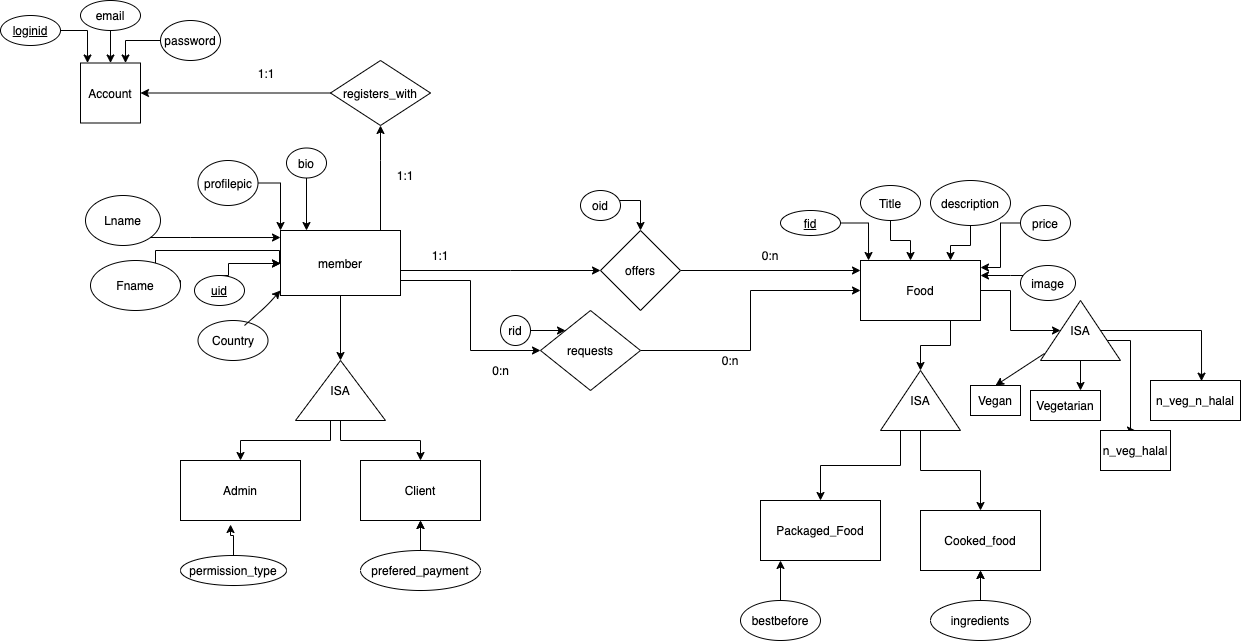 email
loginid
password
Account
1:1
registers_with
1:1
bio
profilepic
Lname
member
Fname
uid
Country
1:1
oid
offers
0:n
rid
requests
0:n
0:n
fid
Title
description
price
Food
image
ISA
Vegan
Vegetarian
n_veg_n_halal
n_veg_halal
ISA
Admin
Client
permission_type
prefered_payment
ISA
Packaged_Food
Cooked_food
bestbefore
ingredients